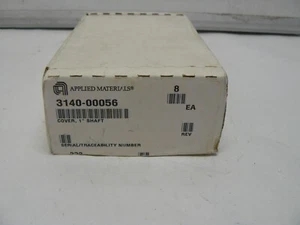 APPLIED MATERIALS®
8
3140-00056
EA
COVER, 1" SHAFT
REV
SERIAL/TRACEABILITY NUMBER